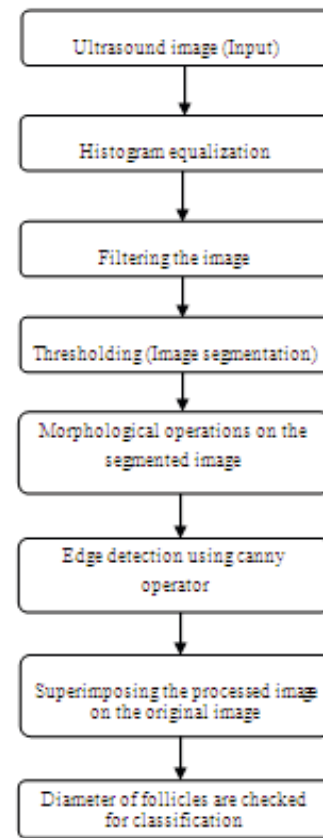 Ultrasound image (Input)
Histogram equalization
Filtering the image
Thresholding (Image segmentation)
Morphological operations on the
segmented image
Edge detection using canny
operator
Superimposing the processed image
on the original image
Diameter of follicles are checked
for classification